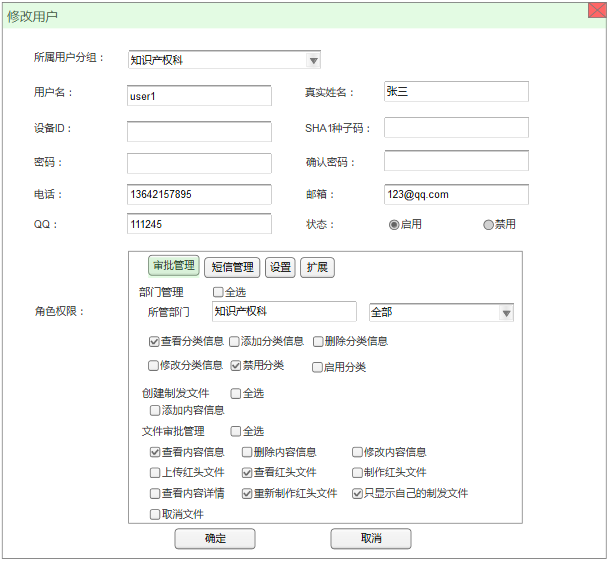 修改用户
所属用户分组： 知识产权科
用户名： user1 真实姓名： 张三
设备ID： SHA1种子码：
密码： 确认密码：
电话： 13642157895 邮箱： 123@qq.com
QQ： 111245 状态： 启用 禁用
审批管理 短信管理 设置 扩展
部门管理 全选
角色权限： 所管部门 知识产权科 全部
查看分类信息 添加分类信息 删除分类信息
修改分类信息 禁用分类 启用分类
创建制发文件 全选
添加内容信息
文件审批管理 全选
查看内容信息 删除内容信息 修改内容信息
上传红头文件 查看红头文件 制作红头文件
查看内容详情 重新制作红头文件 只显示自己的制发文件
取消文件
确定 取消